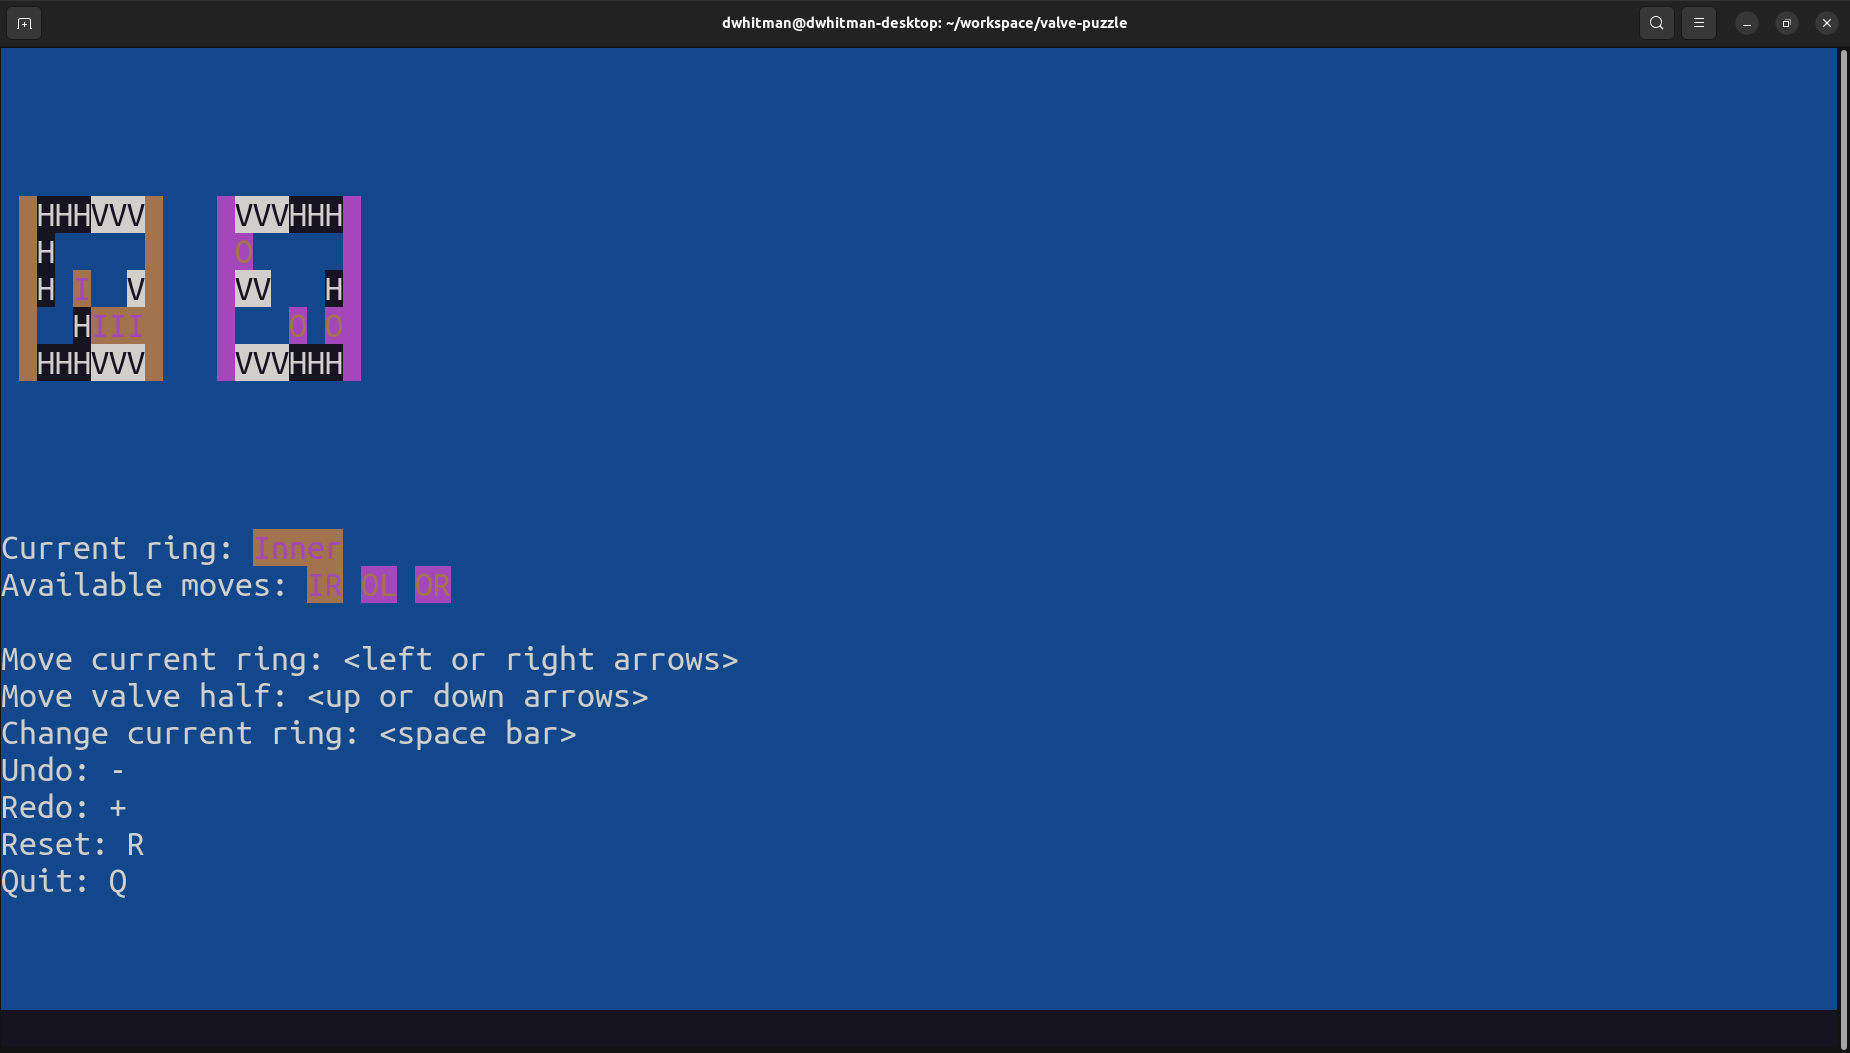 dwhitman@dwhitman-desktop: ~/workspace/valve-puzzle
HHHVVV VVVHHH
H O
H I V VV H
HIII O O
HHHVVV VVVHHH
Current ring: Inner
Available moves: IR OL OR
Move current ring: <left or right arrows>
Move valve half: <up or down arrows>
Change current ring: <space bar>
Undo: -
Redo: +
Reset: R
Quit: Q